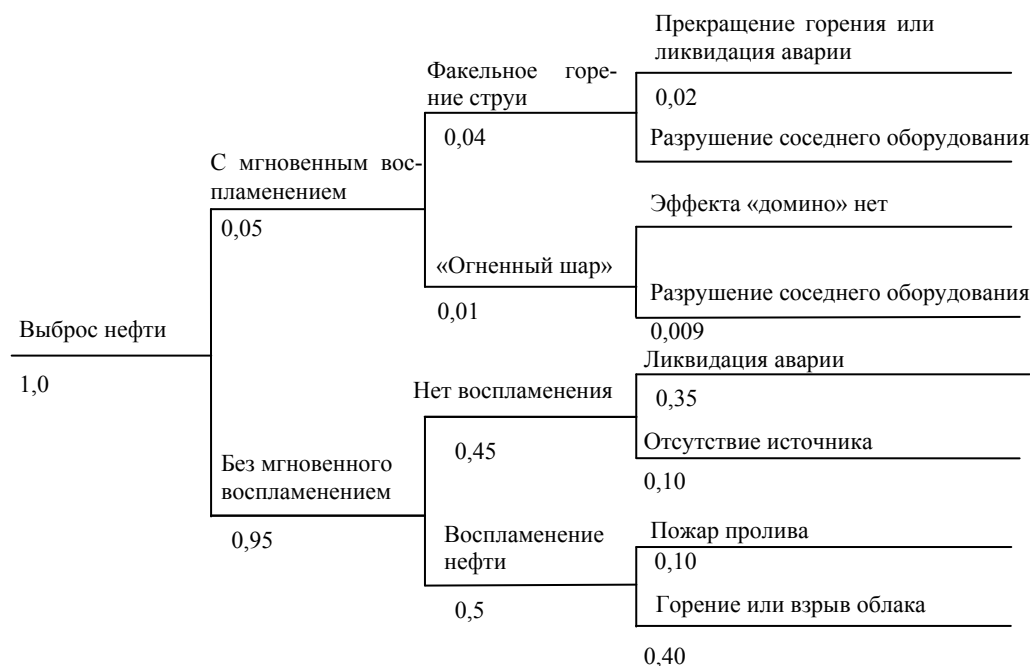 Прекращение горения или
ликвидация аварии
Факельное горе-
ние струи
0,02
0,04
Разрушение соседнего оборудования
С мгновенным вос-
пламенением
Эффекта «домино» нет
0,05
«Огненный шар»
Разрушение соседнего оборудования
0,01
0,009
Выброс нефти
Ликвидация аварии
1,0
Нет воспламенения
0,35
Отсутствие источника
0,45
Без мгновенного
воспламенением
0,10
0,95
Воспламенение
нефти
Пожар пролива
0,10
0,5
Горение или взрыв облака
0,40